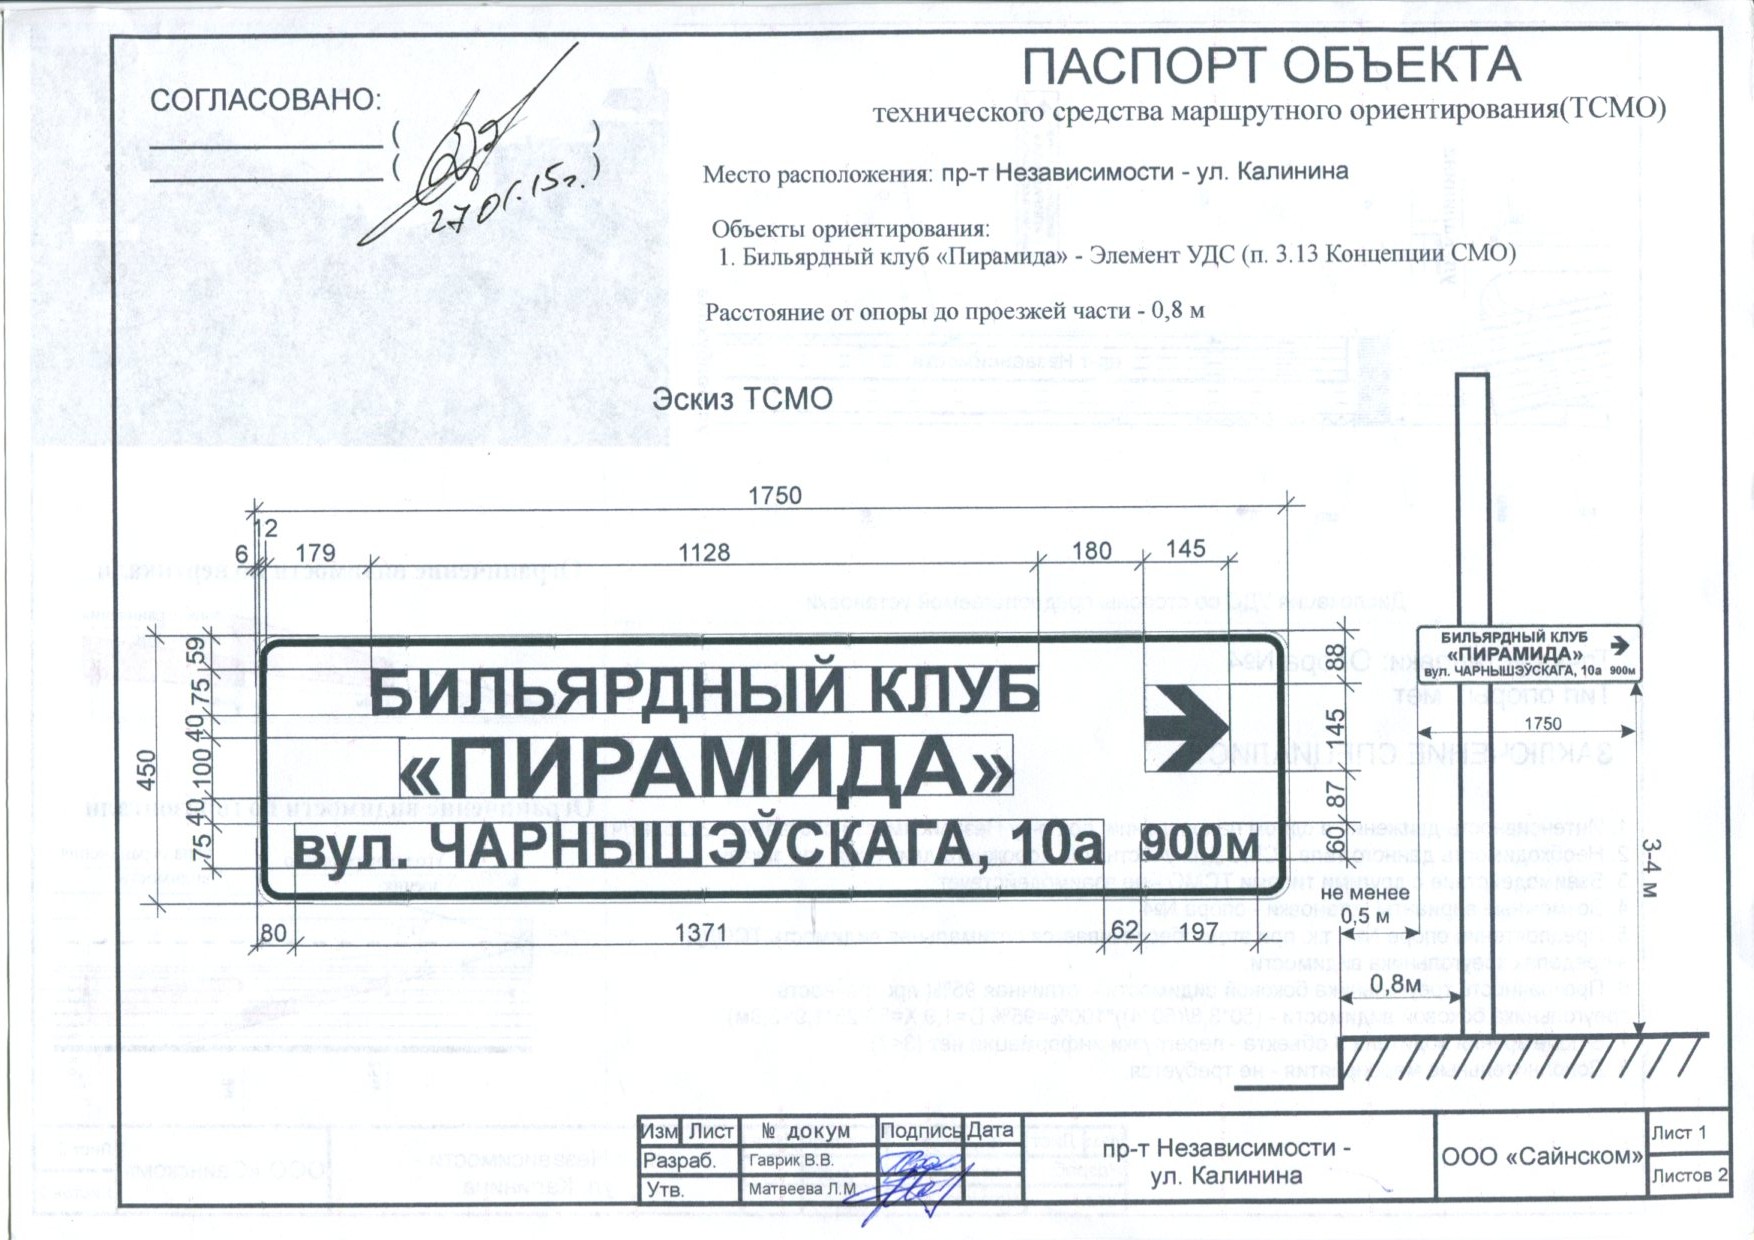 СОГЛАСОВАНО:
27.01.15г.
ПАСПОРТ ОБЪЕКТА
технического средства маршрутного ориентирования(ТСМО)
Место расположения: пр-т Независимости - ул. Калинина
Объекты ориентирования:
1. Бильярдный клуб «Пирамида» - Элемент УДС (п. 3.13 Концепции СМО)
Расстояние от опоры до проезжей части - 0,8 м
Эскиз ТСМО
1750
12
6 179 1128 180 145
450
59 75 40 100 40 75
БИЛЬЯРДНЫЙ КЛУБ
«ПИРАМИДА»
вул. ЧАРНЫШЭЎСКАГА, 10а 900м
88 145 87 60
80 1371 62 197
БИЛЬЯРДНЫЙ КЛУБ
«ПИРАМИДА»
вул. ЧАРНЫШЭЎСКАГА, 10а 900м
1750
3-4 м
не менее
0,5 м
0,8м
Изм Лист № докум Подпись Дата
Разраб. Гаврик В.В.
Утв. Матвеева Л.М.
пр-т Независимости -
ул. Калинина
ООО «Сайнском»
Лист 1
Листов 2